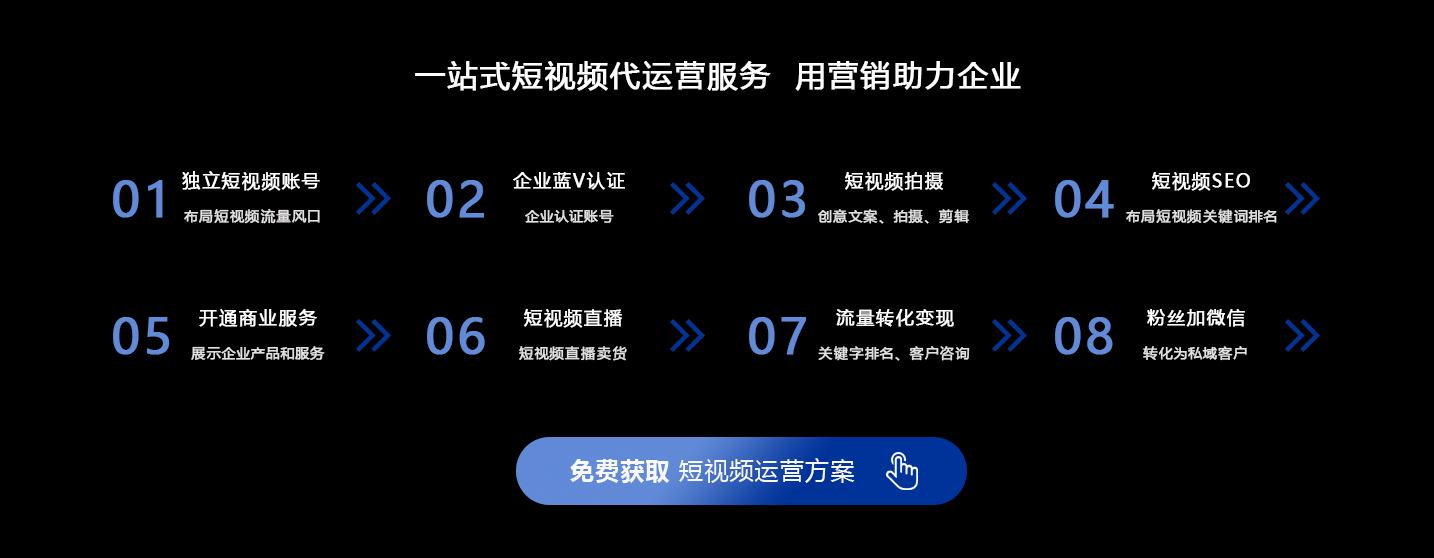 一站式短视频代运营服务 用营销助力企业
01 独立短视频账号
布局短视频流量风口
02 企业蓝V认证
企业认证账号
03 短视频拍摄
创意文案、拍摄、剪辑
04 短视频SEO
布局短视频关键词排名
05 开通商业服务
展示企业产品和服务
06 短视频直播
短视频直播卖货
07 流量转化变现
关键字排名、客户咨询
08 粉丝加微信
转化为私域客户
免费获取 短视频运营方案